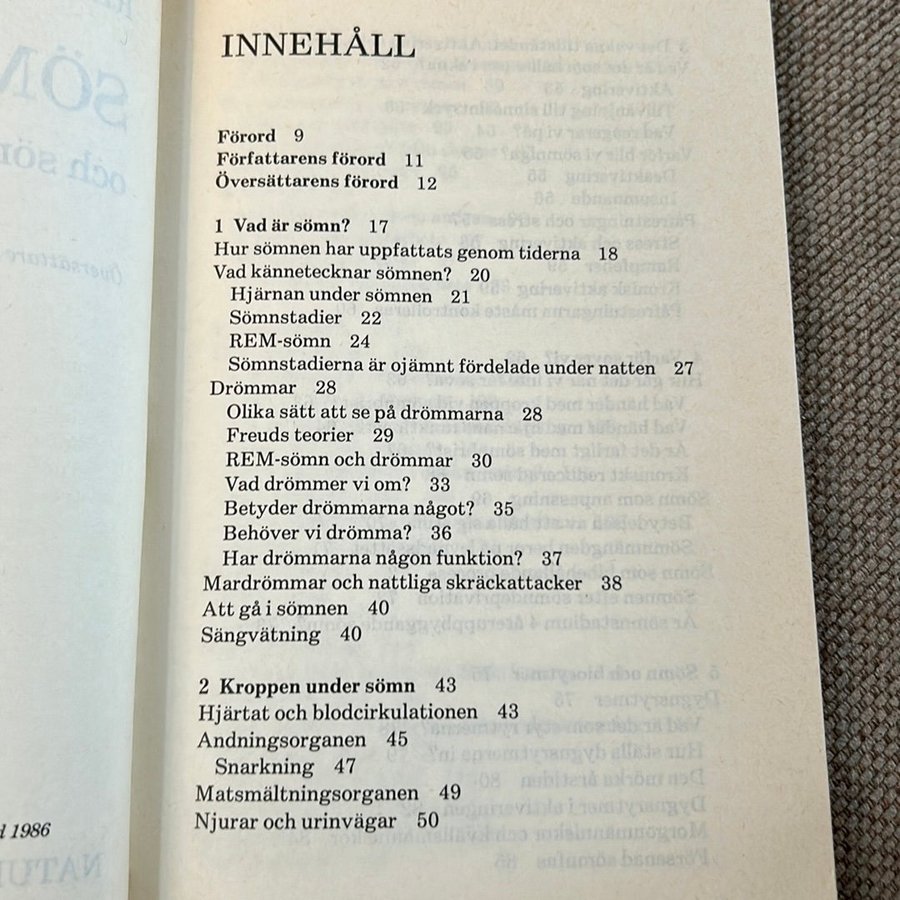 INNEHÅLL
Förord 9
Författarens förord 11
Översättarens förord 12
1 Vad är sömn? 17
Hur sömnen har uppfattats genom tiderna 18
Vad kännetecknar sömnen? 20
Hjärnan under sömnen 21
Sömnstadier 22
REM-sömn 24
Sömnstadierna är ojämnt fördelade under natten 27
Drömmar 28
Olika sätt att se på drömmarna 28
Freuds teorier 29
REM-sömn och drömmar 30
Vad drömmer vi om? 33
Betyder drömmarna något? 35
Behöver vi drömma? 36
Har drömmarna någon funktion? 37
Mardrömmar och nattliga skräckattacker 38
Att gå i sömnen 40
Sängvätning 40
2 Kroppen under sömn 43
Hjärtat och blodcirkulationen 43
Andningsorganen 45
Snarkning 47
Matsmältningsorganen 49
Njurar och urinvägar 50
1986